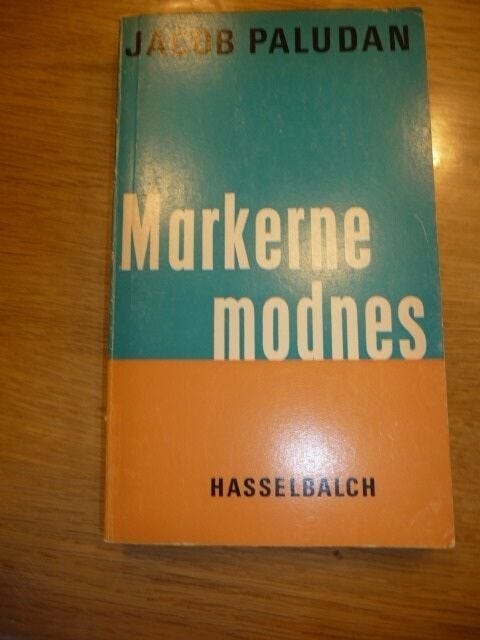 JACOB PALUDAN
Markerne
modnes
HASSELBALCH